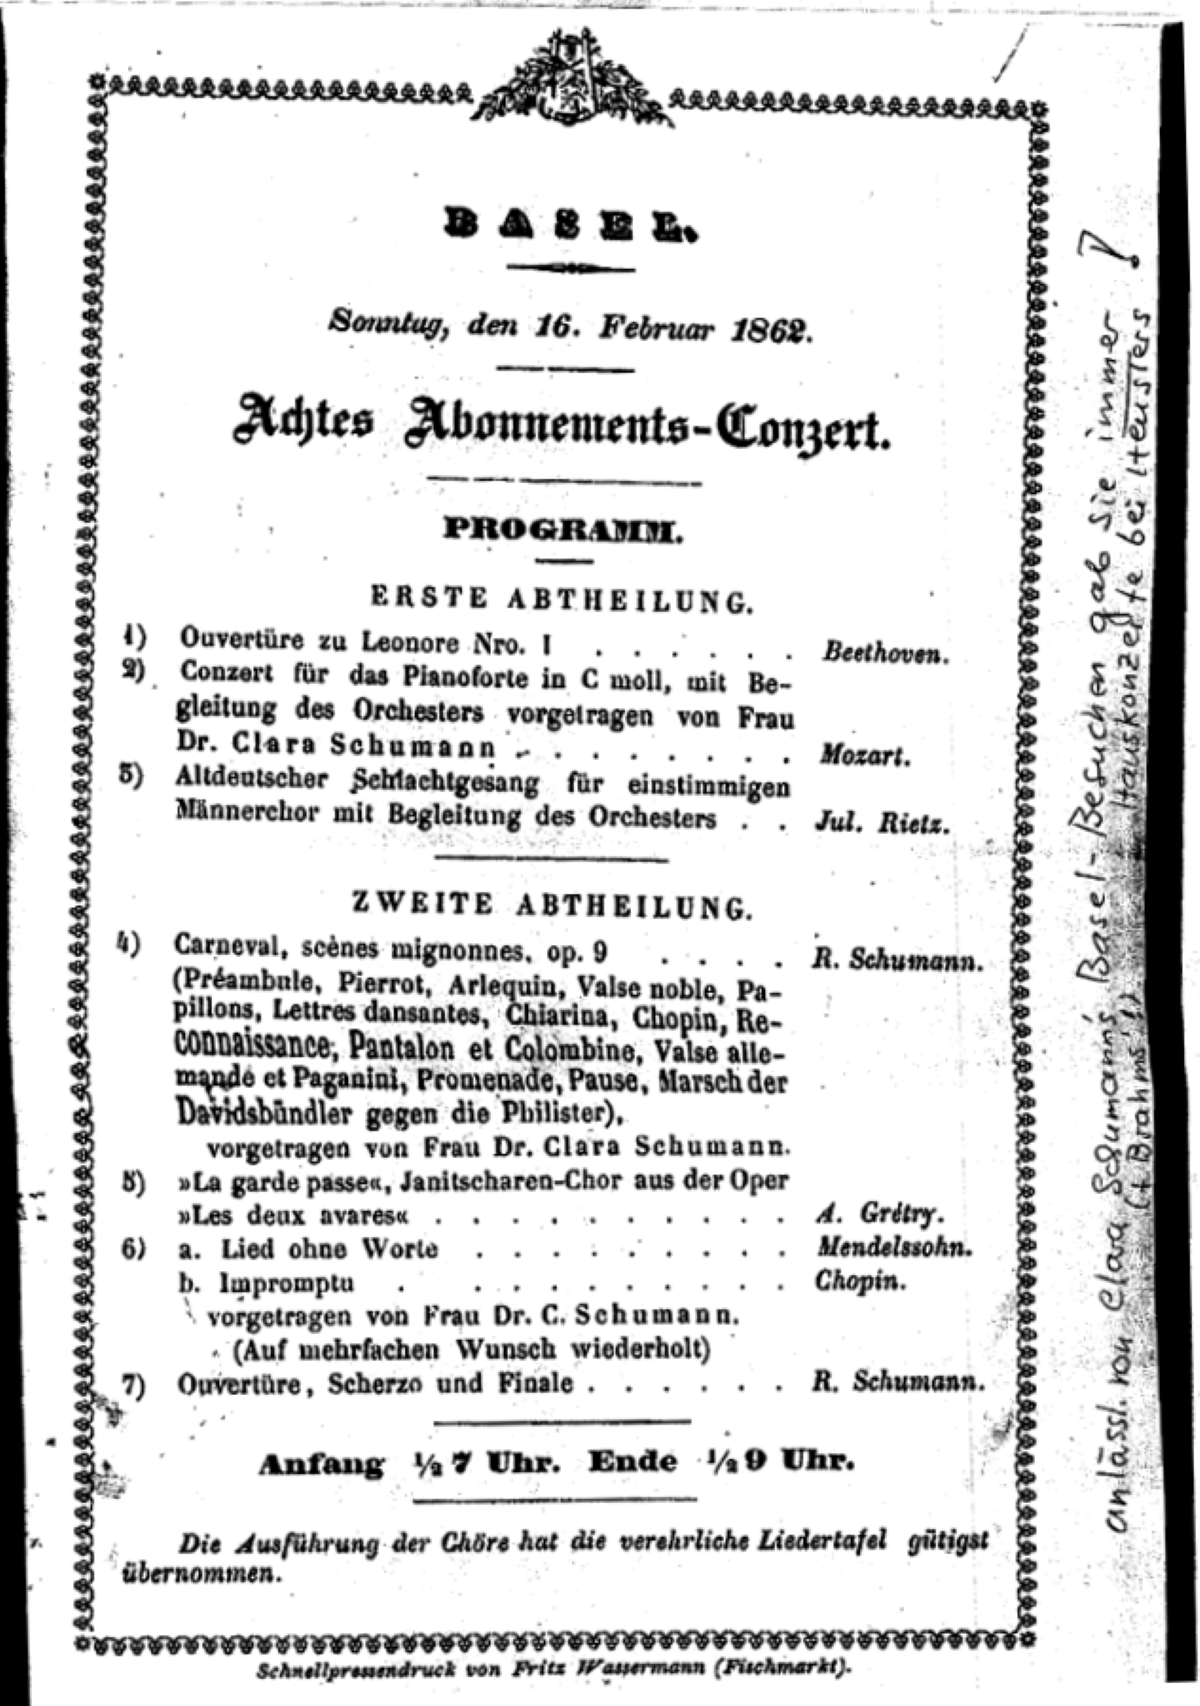 BASEL.
Sonntag, den 16. Februar 1862.
Achtes Abonnements-Conzert.
PROGRAMM.
ERSTE ABTHEILUNG.
1) Ouvertüre zu Leonore Nro. I . . . . . . Beethoven.
2) Conzert für das Pianoforte in C moll, mit Be-
gleitung des Orchesters vorgetragen von Frau
Dr. Clara Schumann . . . . . . . . Mozart.
3) Altdeutscher Schlachtgesang für einstimmigen
Männerchor mit Begleitung des Orchesters . . Jul. Rietz.
ZWEITE ABTHEILUNG.
4) Carneval, scènes mignonnes, op. 9 . . . . R. Schumann.
(Préambule, Pierrot, Arlequin, Valse noble, Pa-
pillons, Lettres dansantes, Chiarina, Chopin, Re-
connaissance, Pantalon et Colombine, Valse alle-
mande et Paganini, Promenade, Pause, Marsch der
Davidsbündler gegen die Philister),
vorgetragen von Frau Dr. Clara Schumann.
5) »La garde passe«, Janitscharen-Chor aus der Oper
»Les deux avares« . . . . . . . . . . A. Grétry.
6) a. Lied ohne Worte . . . . . . . . . Mendelssohn.
b. Impromptu . . . . . . . . . . Chopin.
vorgetragen von Frau Dr. C. Schumann.
(Auf mehrfachen Wunsch wiederholt)
7) Ouvertüre, Scherzo und Finale . . . . . . R. Schumann.
Anfang ½7 Uhr. Ende ½9 Uhr.
Die Ausführung der Chöre hat die verehrliche Liedertafel gütigst
übernommen.
Schnellpressendruck von Fritz Wassermann (Fischmarkt).
anlässl. von Clara Schumann's Basel-Besuchen gab sie immer
(+ Brahms!) Hauskonzerte bei Heuslers!